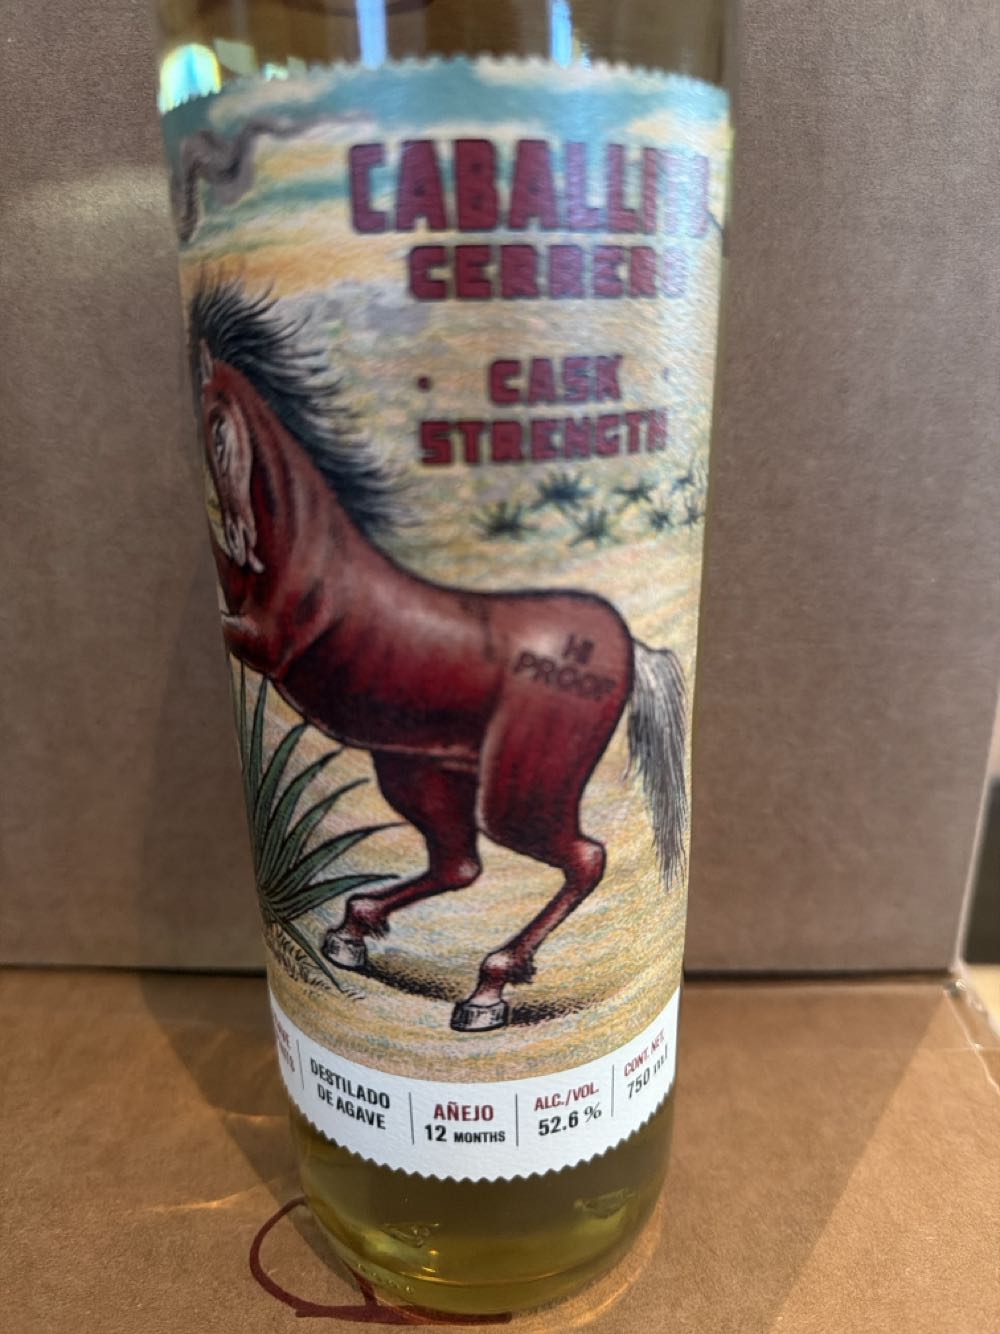 CABALLITO
CERRERO
· CASK ·
STRENGTH
HI
PROOF
DESTILADO
DE AGAVE
AÑEJO
12 MONTHS
ALC./VOL.
52.6 %
CONT. NET.
750 ml